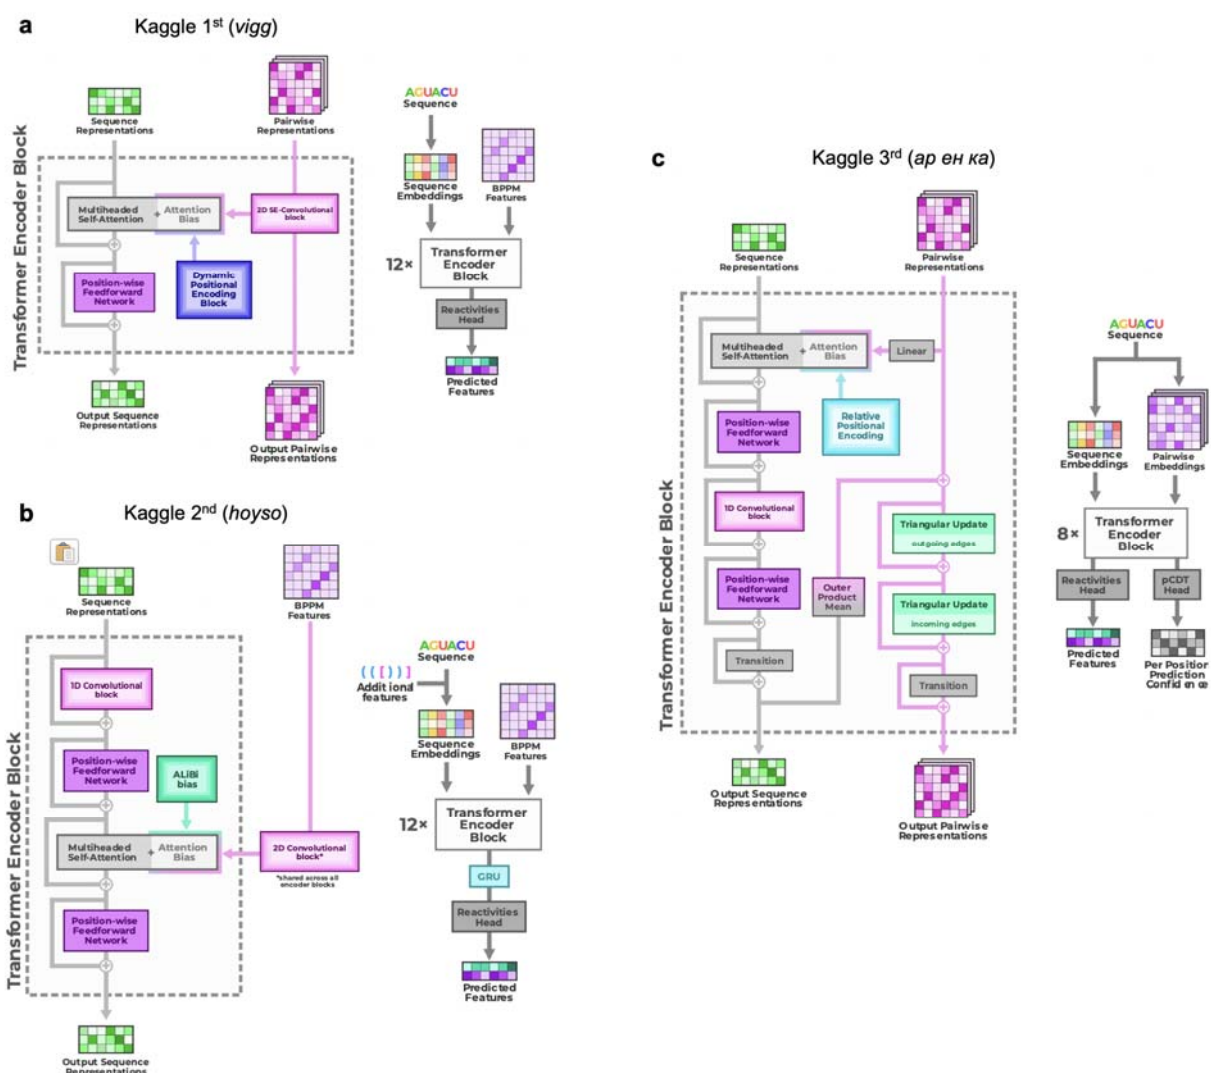 a
Kaggle 1st (vigg)
Transformer Encoder Block
Sequence
Representations
Pairwise
Representations
Multiheaded
Self-Attention
+
Attention
Bias
2D SE-Convolutional
block
Position-wise
Feedforward
Network
Dynamic
Positional
Encoding
Block
Output Sequence
Representations
Output Pairwise
Representations
AGUACU
Sequence
Sequence
Embeddings
BPPM
Features
12×
Transformer
Encoder
Block
Reactivities
Head
Predicted
Features
b
Kaggle 2nd (hoyso)
Transformer Encoder Block
Sequence
Representations
BPPM
Features
1D Convolutional
block
Position-wise
Feedforward
Network
ALiBi
bias
Multiheaded
Self-Attention
+
Attention
Bias
2D Convolutional
block*
*shared across all
encoder blocks
Position-wise
Feedforward
Network
Output Sequence
Representations
AGUACU
Sequence
(([))]
Additional
features
Sequence
Embeddings
BPPM
Features
12×
Transformer
Encoder
Block
GRU
Reactivities
Head
Predicted
Features
c
Kaggle 3rd (ар ен ка)
Transformer Encoder Block
Sequence
Representations
Pairwise
Representations
Multiheaded
Self-Attention
+
Attention
Bias
Linear
Position-wise
Feedforward
Network
Relative
Positional
Encoding
1D Convolutional
block
Triangular Update
outgoing edges
Position-wise
Feedforward
Network
Outer
Product
Mean
Triangular Update
incoming edges
Transition
Transition
Output Sequence
Representations
Output Pairwise
Representations
AGUACU
Sequence
Sequence
Embeddings
Pairwise
Embeddings
8×
Transformer
Encoder
Block
Reactivities
Head
pCDT
Head
Predicted
Features
Per Position
Prediction
Confidence